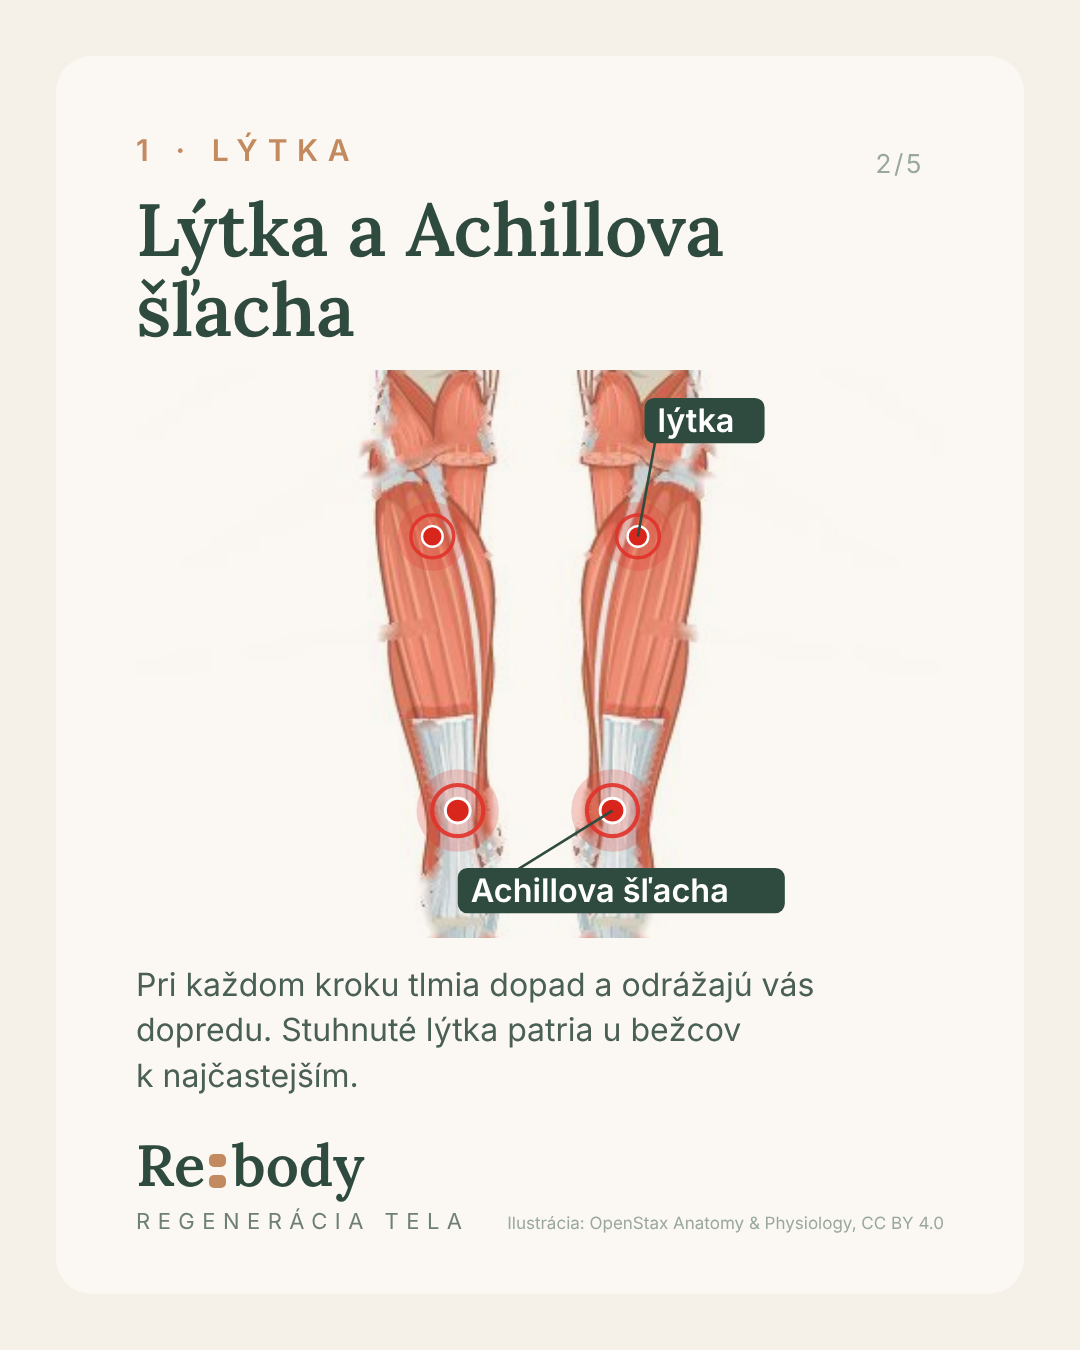 1 · LÝTKA
2/5
Lýtka a Achillova
šľacha
lýtka
Achillova šľacha
Pri každom kroku tlmia dopad a odrážajú vás
dopredu. Stuhnuté lýtka patria u bežcov
k najčastejším.
Re:body
REGENERÁCIA TELA
Ilustrácia: OpenStax Anatomy & Physiology, CC BY 4.0